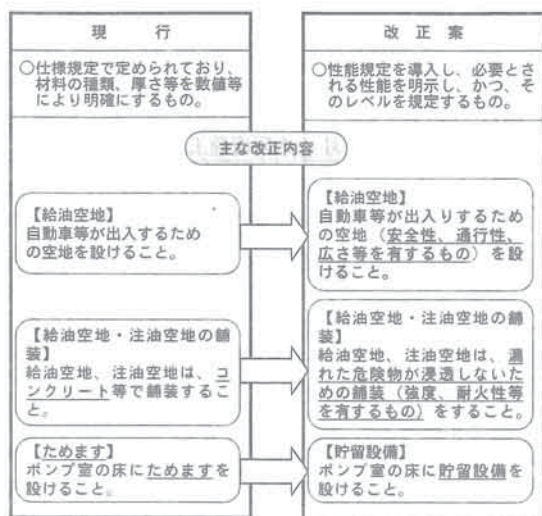 現　行
○仕様規定で定められており、
材料の種類、厚さ等を数値等
により明確にするもの。
改 正 案
○性能規定を導入し、必要とさ
れる性能を明示し、かつ、そ
のレベルを規定するもの。
主な改正内容
【給油空地】
自動車等が出入するため
の空地を設けること。
【給油空地】
自動車等が出入りするため
の空地（安全性、通行性、
広さ等を有するもの）を設
けること。
【給油空地・注油空地の舗
装】
給油空地、注油空地は、コ
ンクリート等で舗装するこ
と。
【給油空地・注油空地の舗
装】
給油空地、注油空地は、漏
れた危険物が浸透しないた
めの舗装（強度、耐火性等
を有するもの）をすること。
【ためます】
ポンプ室の床にためますを
設けること。
【貯留設備】
ポンプ室の床に貯留設備を
設けること。